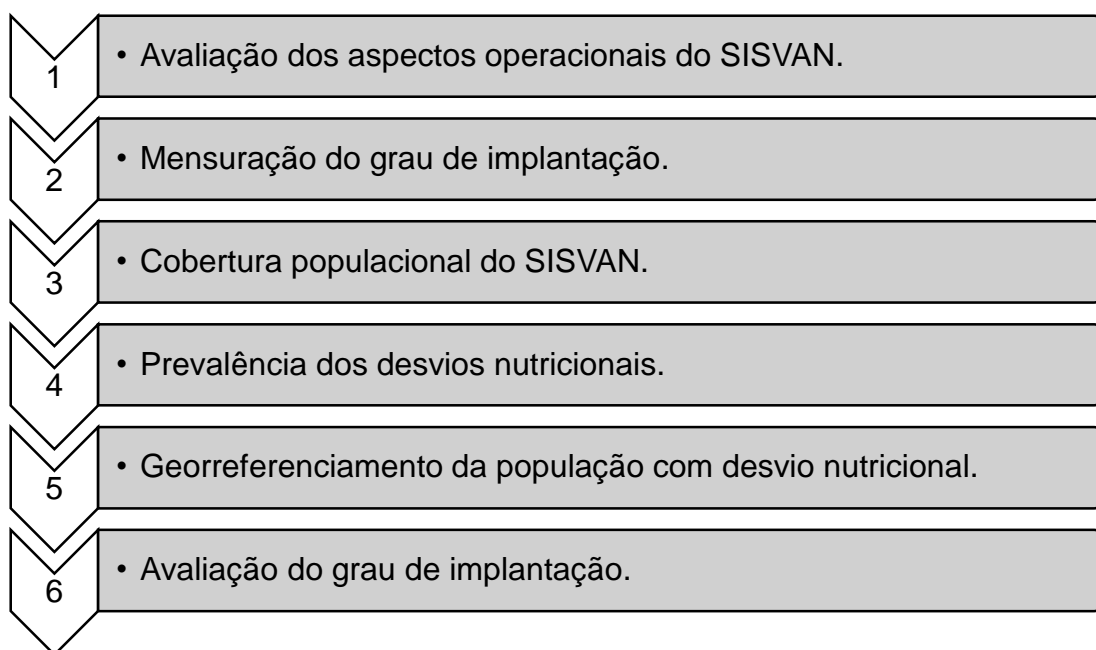 1
• Avaliação dos aspectos operacionais do SISVAN.
2
• Mensuração do grau de implantação.
3
• Cobertura populacional do SISVAN.
4
• Prevalência dos desvios nutricionais.
5
• Georreferenciamento da população com desvio nutricional.
6
• Avaliação do grau de implantação.